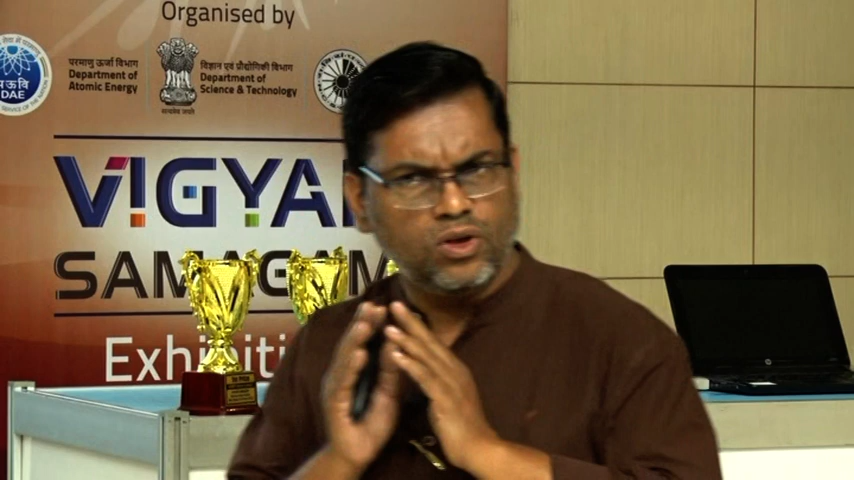 Organised by
परमाणु ऊर्जा विभाग
Department of
Atomic Energy
विज्ञान एवं प्रौद्योगिकी विभाग
Department of
Science & Technology
सत्यमेव जयते
DAE
VIGYA
SAMAGAM
Exhibiti